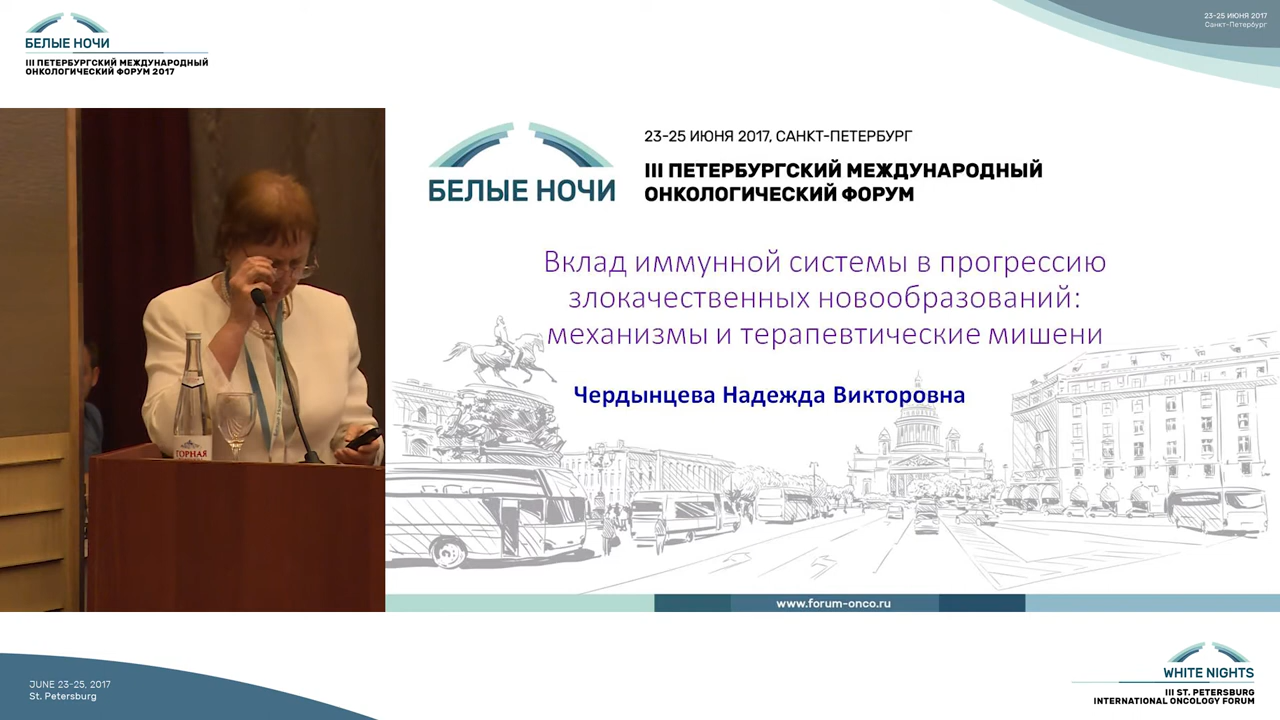 БЕЛЫЕ НОЧИ
III ПЕТЕРБУРГСКИЙ МЕЖДУНАРОДНЫЙ
ОНКОЛОГИЧЕСКИЙ ФОРУМ 2017
23-25 ИЮНЯ 2017
Санкт-Петербург
БЕЛЫЕ НОЧИ
23-25 ИЮНЯ 2017, САНКТ-ПЕТЕРБУРГ
III ПЕТЕРБУРГСКИЙ МЕЖДУНАРОДНЫЙ
ОНКОЛОГИЧЕСКИЙ ФОРУМ
Вклад иммунной системы в прогрессию
злокачественных новообразований:
механизмы и терапевтические мишени
Чердынцева Надежда Викторовна
ГОРНАЯ
www.forum-onco.ru
JUNE 23-25, 2017
St. Petersburg
WHITE NIGHTS
III ST. PETERSBURG
INTERNATIONAL ONCOLOGY FORUM